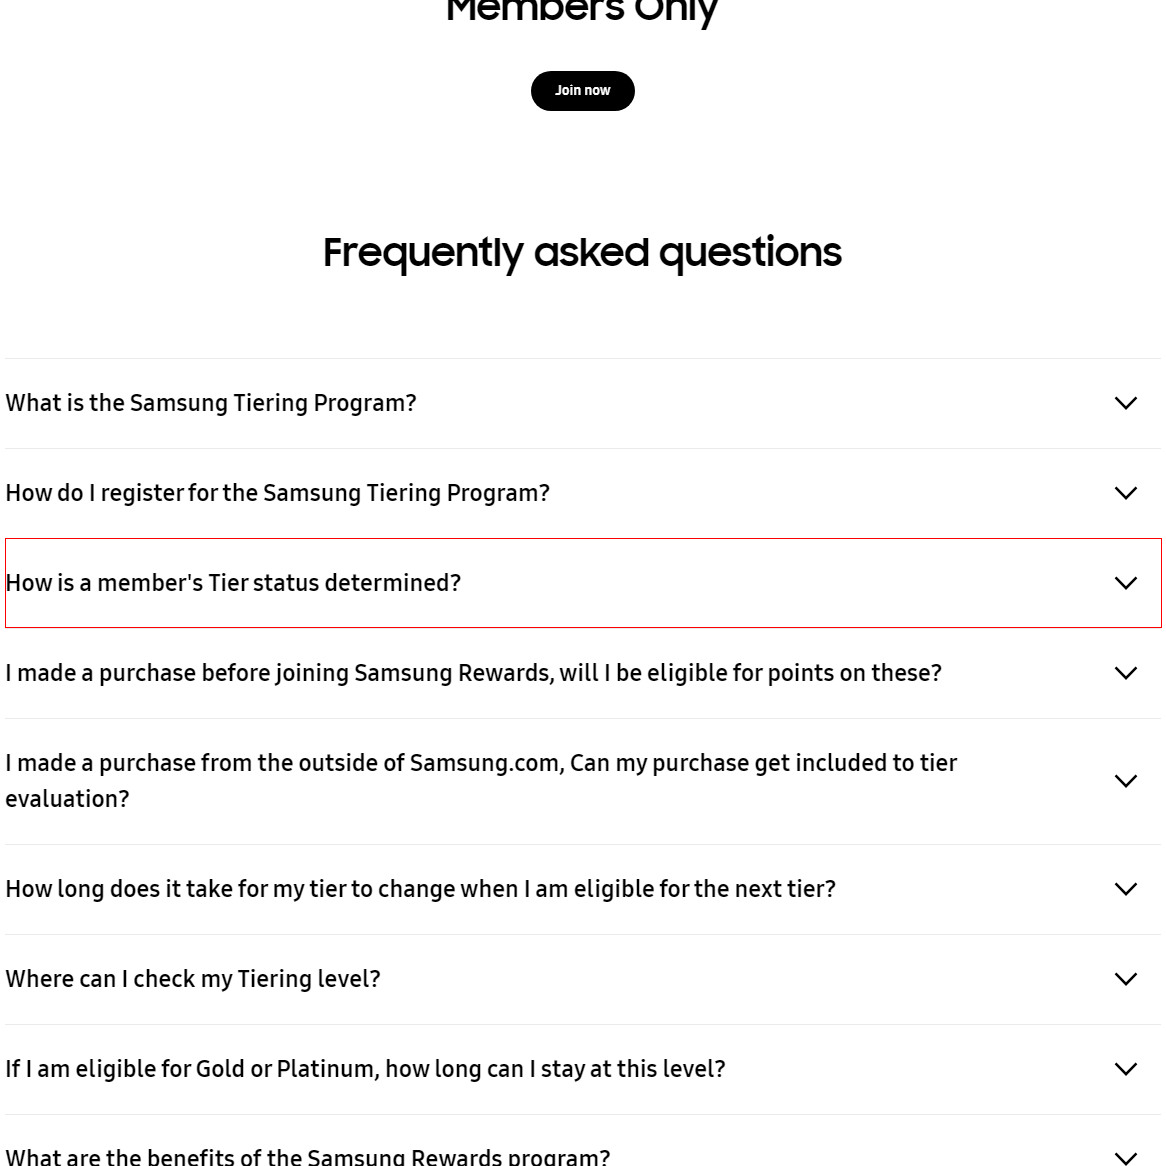 Members Only
Join now
Frequently asked questions
What is the Samsung Tiering Program?
How do I register for the Samsung Tiering Program?
How is a member's Tier status determined?
I made a purchase before joining Samsung Rewards, will I be eligible for points on these?
I made a purchase from the outside of Samsung.com, Can my purchase get included to tier
evaluation?
How long does it take for my tier to change when I am eligible for the next tier?
Where can I check my Tiering level?
If I am eligible for Gold or Platinum, how long can I stay at this level?
What are the benefits of the Samsung Rewards program?